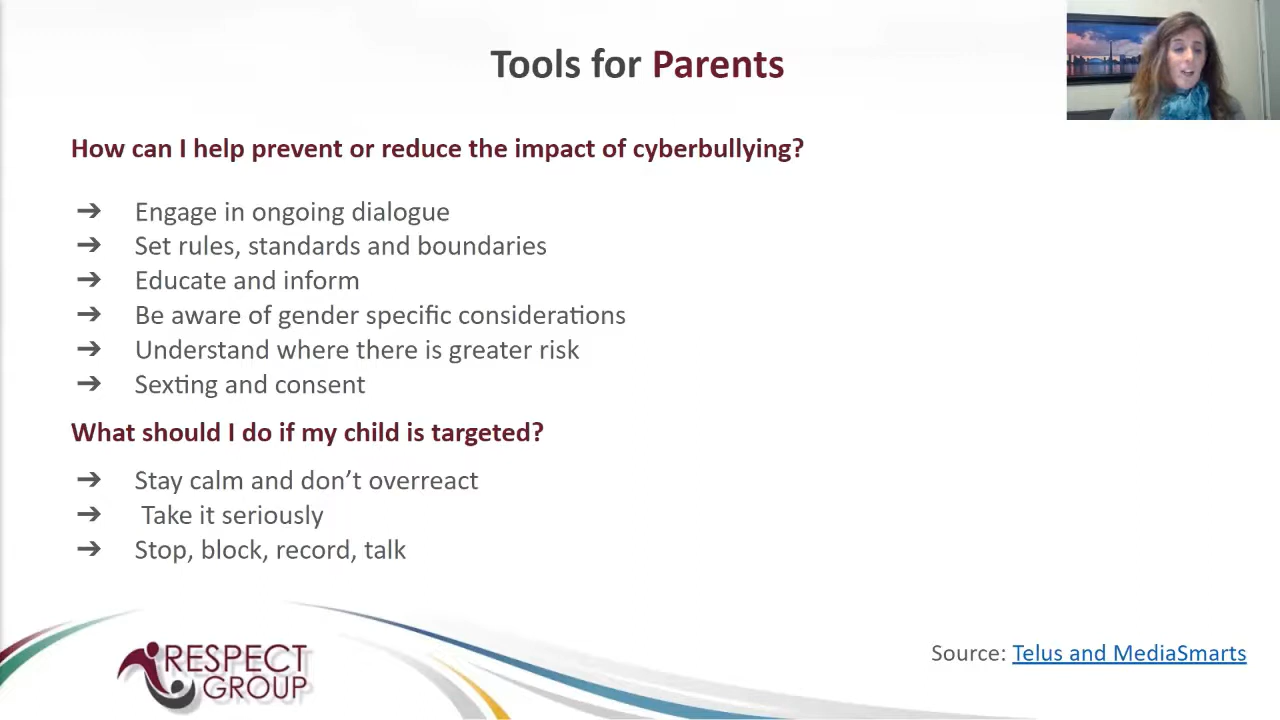 Tools for Parents
How can I help prevent or reduce the impact of cyberbullying?
➔ Engage in ongoing dialogue
➔ Set rules, standards and boundaries
➔ Educate and inform
➔ Be aware of gender specific considerations
➔ Understand where there is greater risk
➔ Sexting and consent
What should I do if my child is targeted?
➔ Stay calm and don’t overreact
➔ Take it seriously
➔ Stop, block, record, talk
Source: Telus and MediaSmarts
RESPECT
GROUP